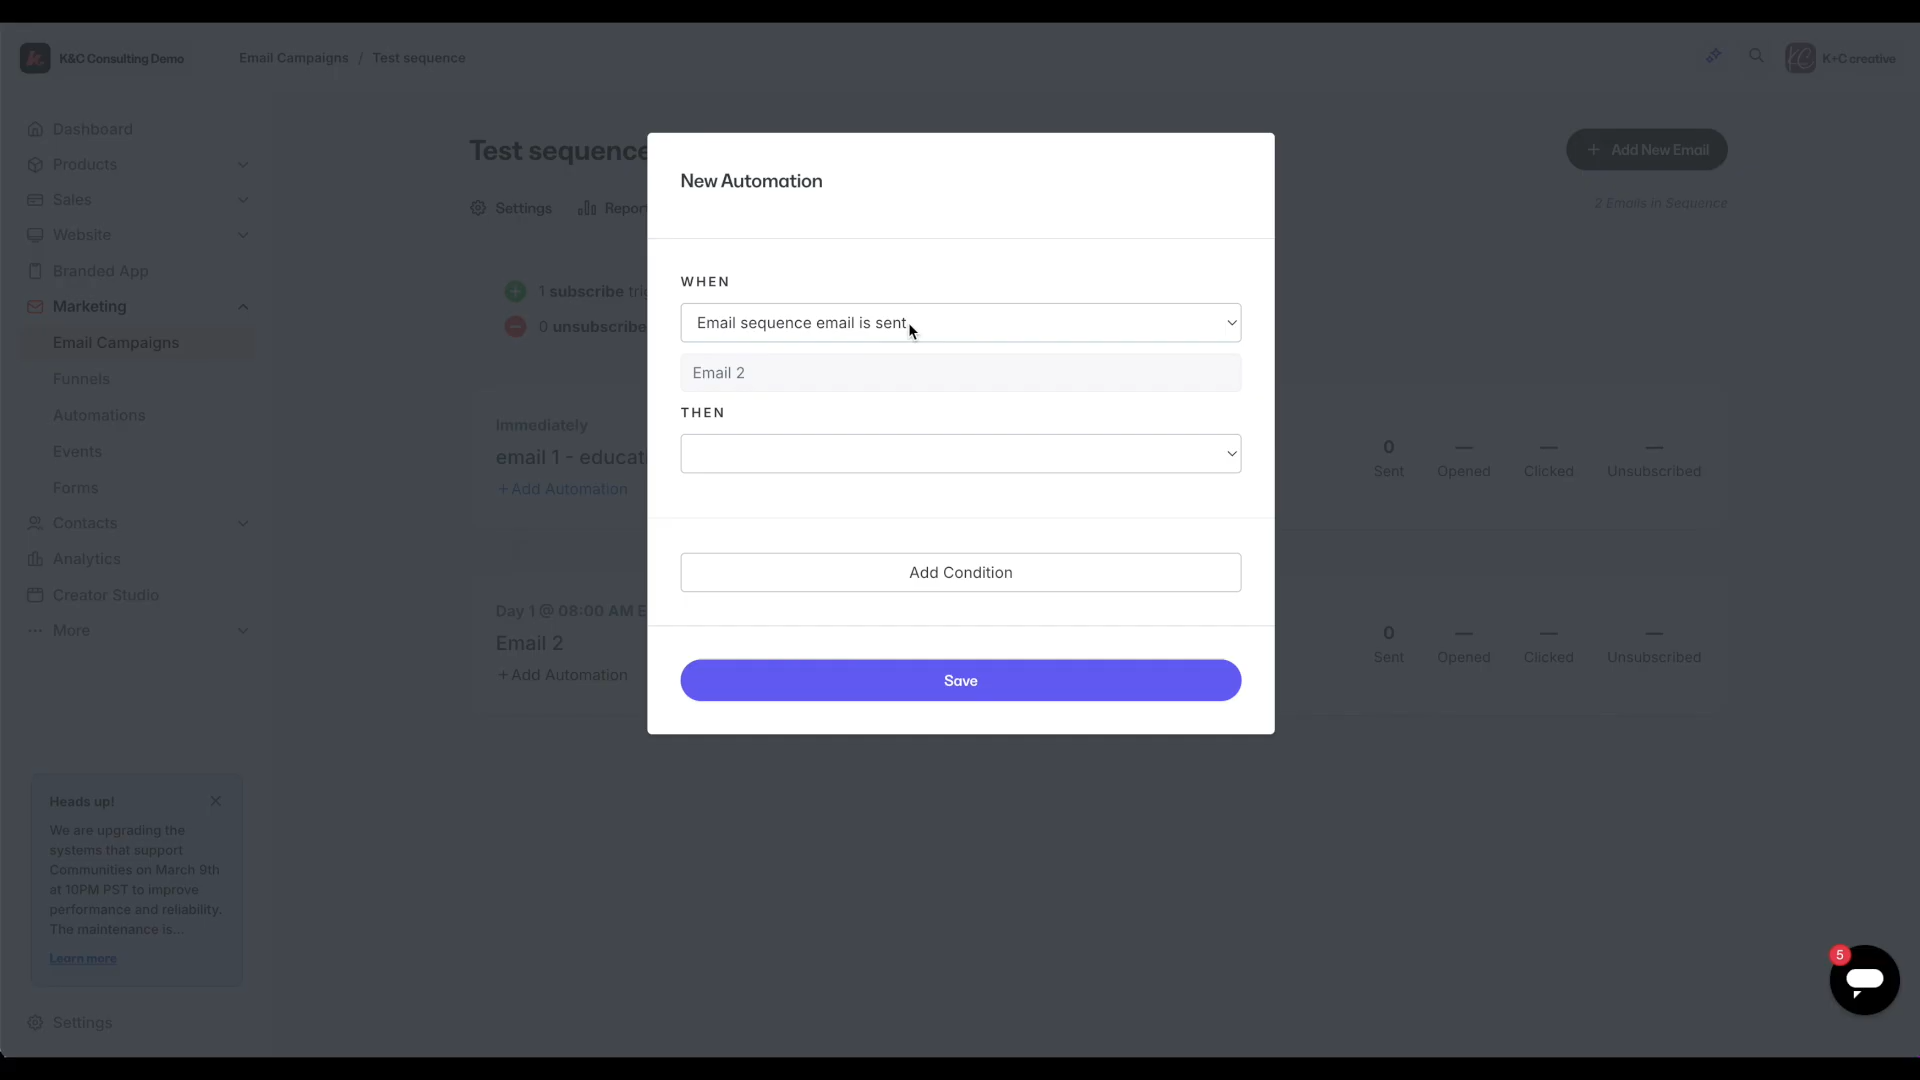 K&C Consulting Demo
Email Campaigns / Test sequence
K+C creative
Dashboard
Products
Sales
Website
Branded App
Marketing
Email Campaigns
Funnels
Automations
Events
Forms
Contacts
Analytics
Creator Studio
... More
Heads up!
We are upgrading the
systems that support
Communities on March 9th
at 10PM PST to improve
performance and reliability.
The maintenance is...
Learn more
Settings
Test sequence
+ Add New Email
Settings
2 Emails in Sequence
1 subscribe
0 unsubscribe
Immediately
email 1 -
+ Add Automation
0 — — —
Sent Opened Clicked Unsubscribed
Day 1 @ 08:00 AM E
Email 2
+ Add Automation
0 — — —
Sent Opened Clicked Unsubscribed
New Automation
WHEN
Email sequence email is sent
Email 2
THEN
Add Condition
Save
5